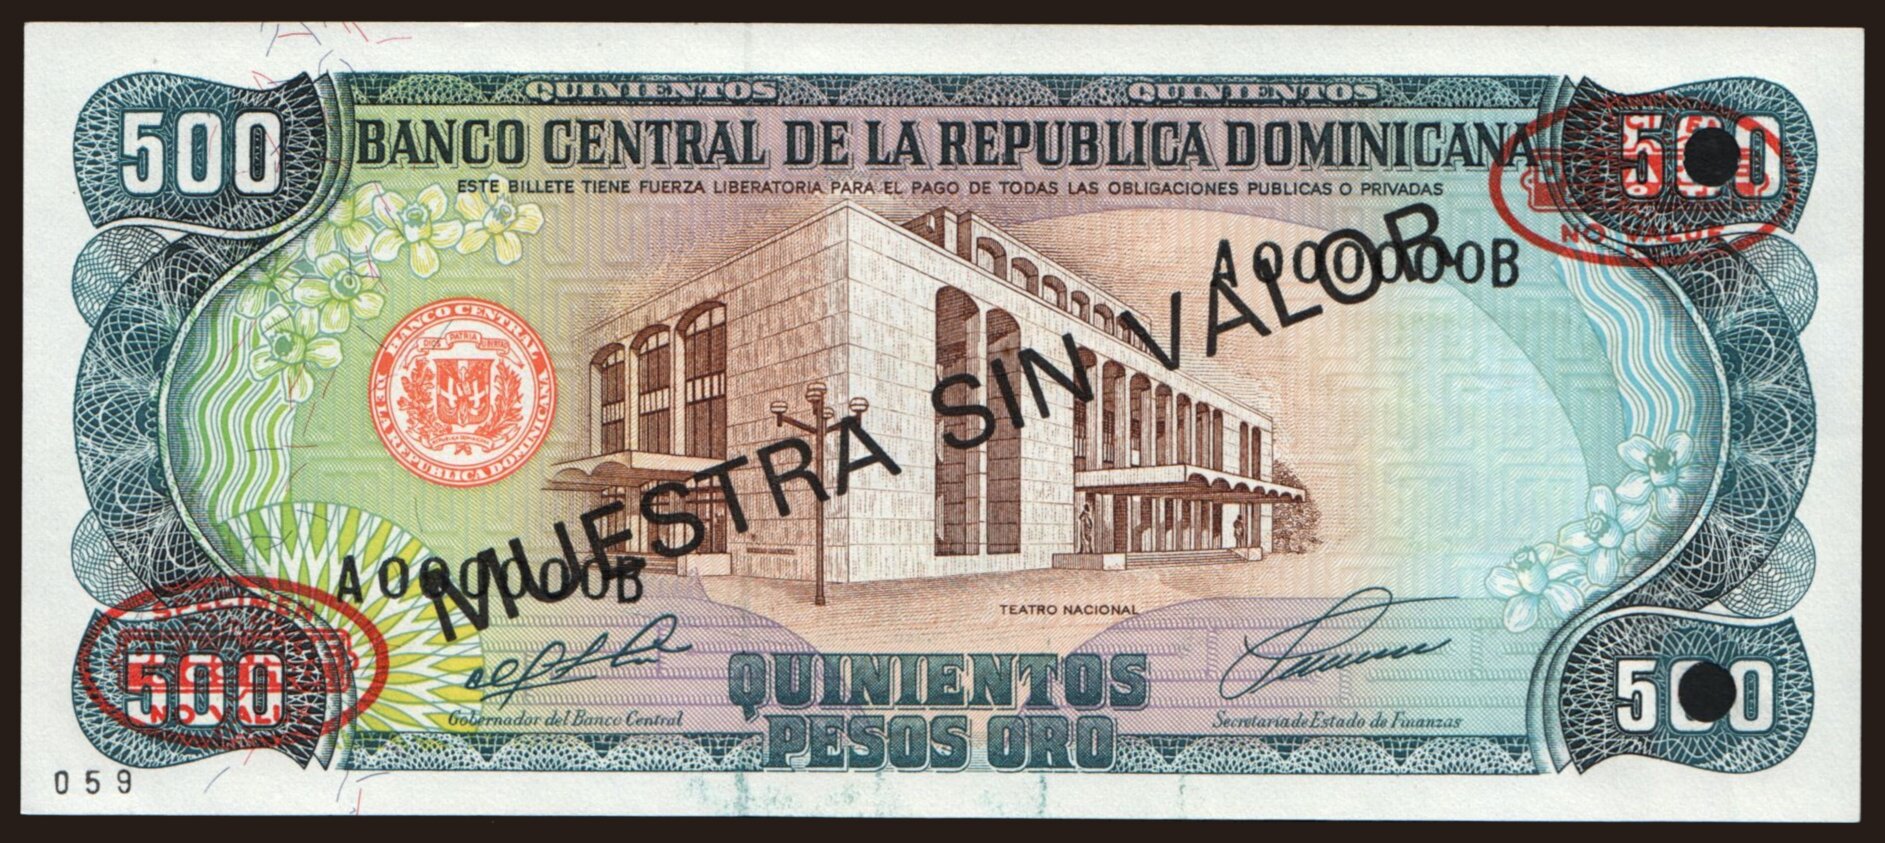 QUINIENTOS QUINIENTOS
500 BANCO CENTRAL DE LA REPUBLICA DOMINICANA 500
ESTE BILLETE TIENE FUERZA LIBERATORIA PARA EL PAGO DE TODAS LAS OBLIGACIONES PUBLICAS O PRIVADAS
NO VALUE
A000000B
BANCO CENTRAL
DIOS PATRIA LIBERTAD
DE LA REPUBLICA DOMINICANA
MUESTRA SIN VALOR
A000000B
TEATRO NACIONAL
SPECIMEN
500 QUINIENTOS 500
NO VALUE
Gobernador del Banco Central Secretaria de Estado de Finanzas
PESOS ORO
059